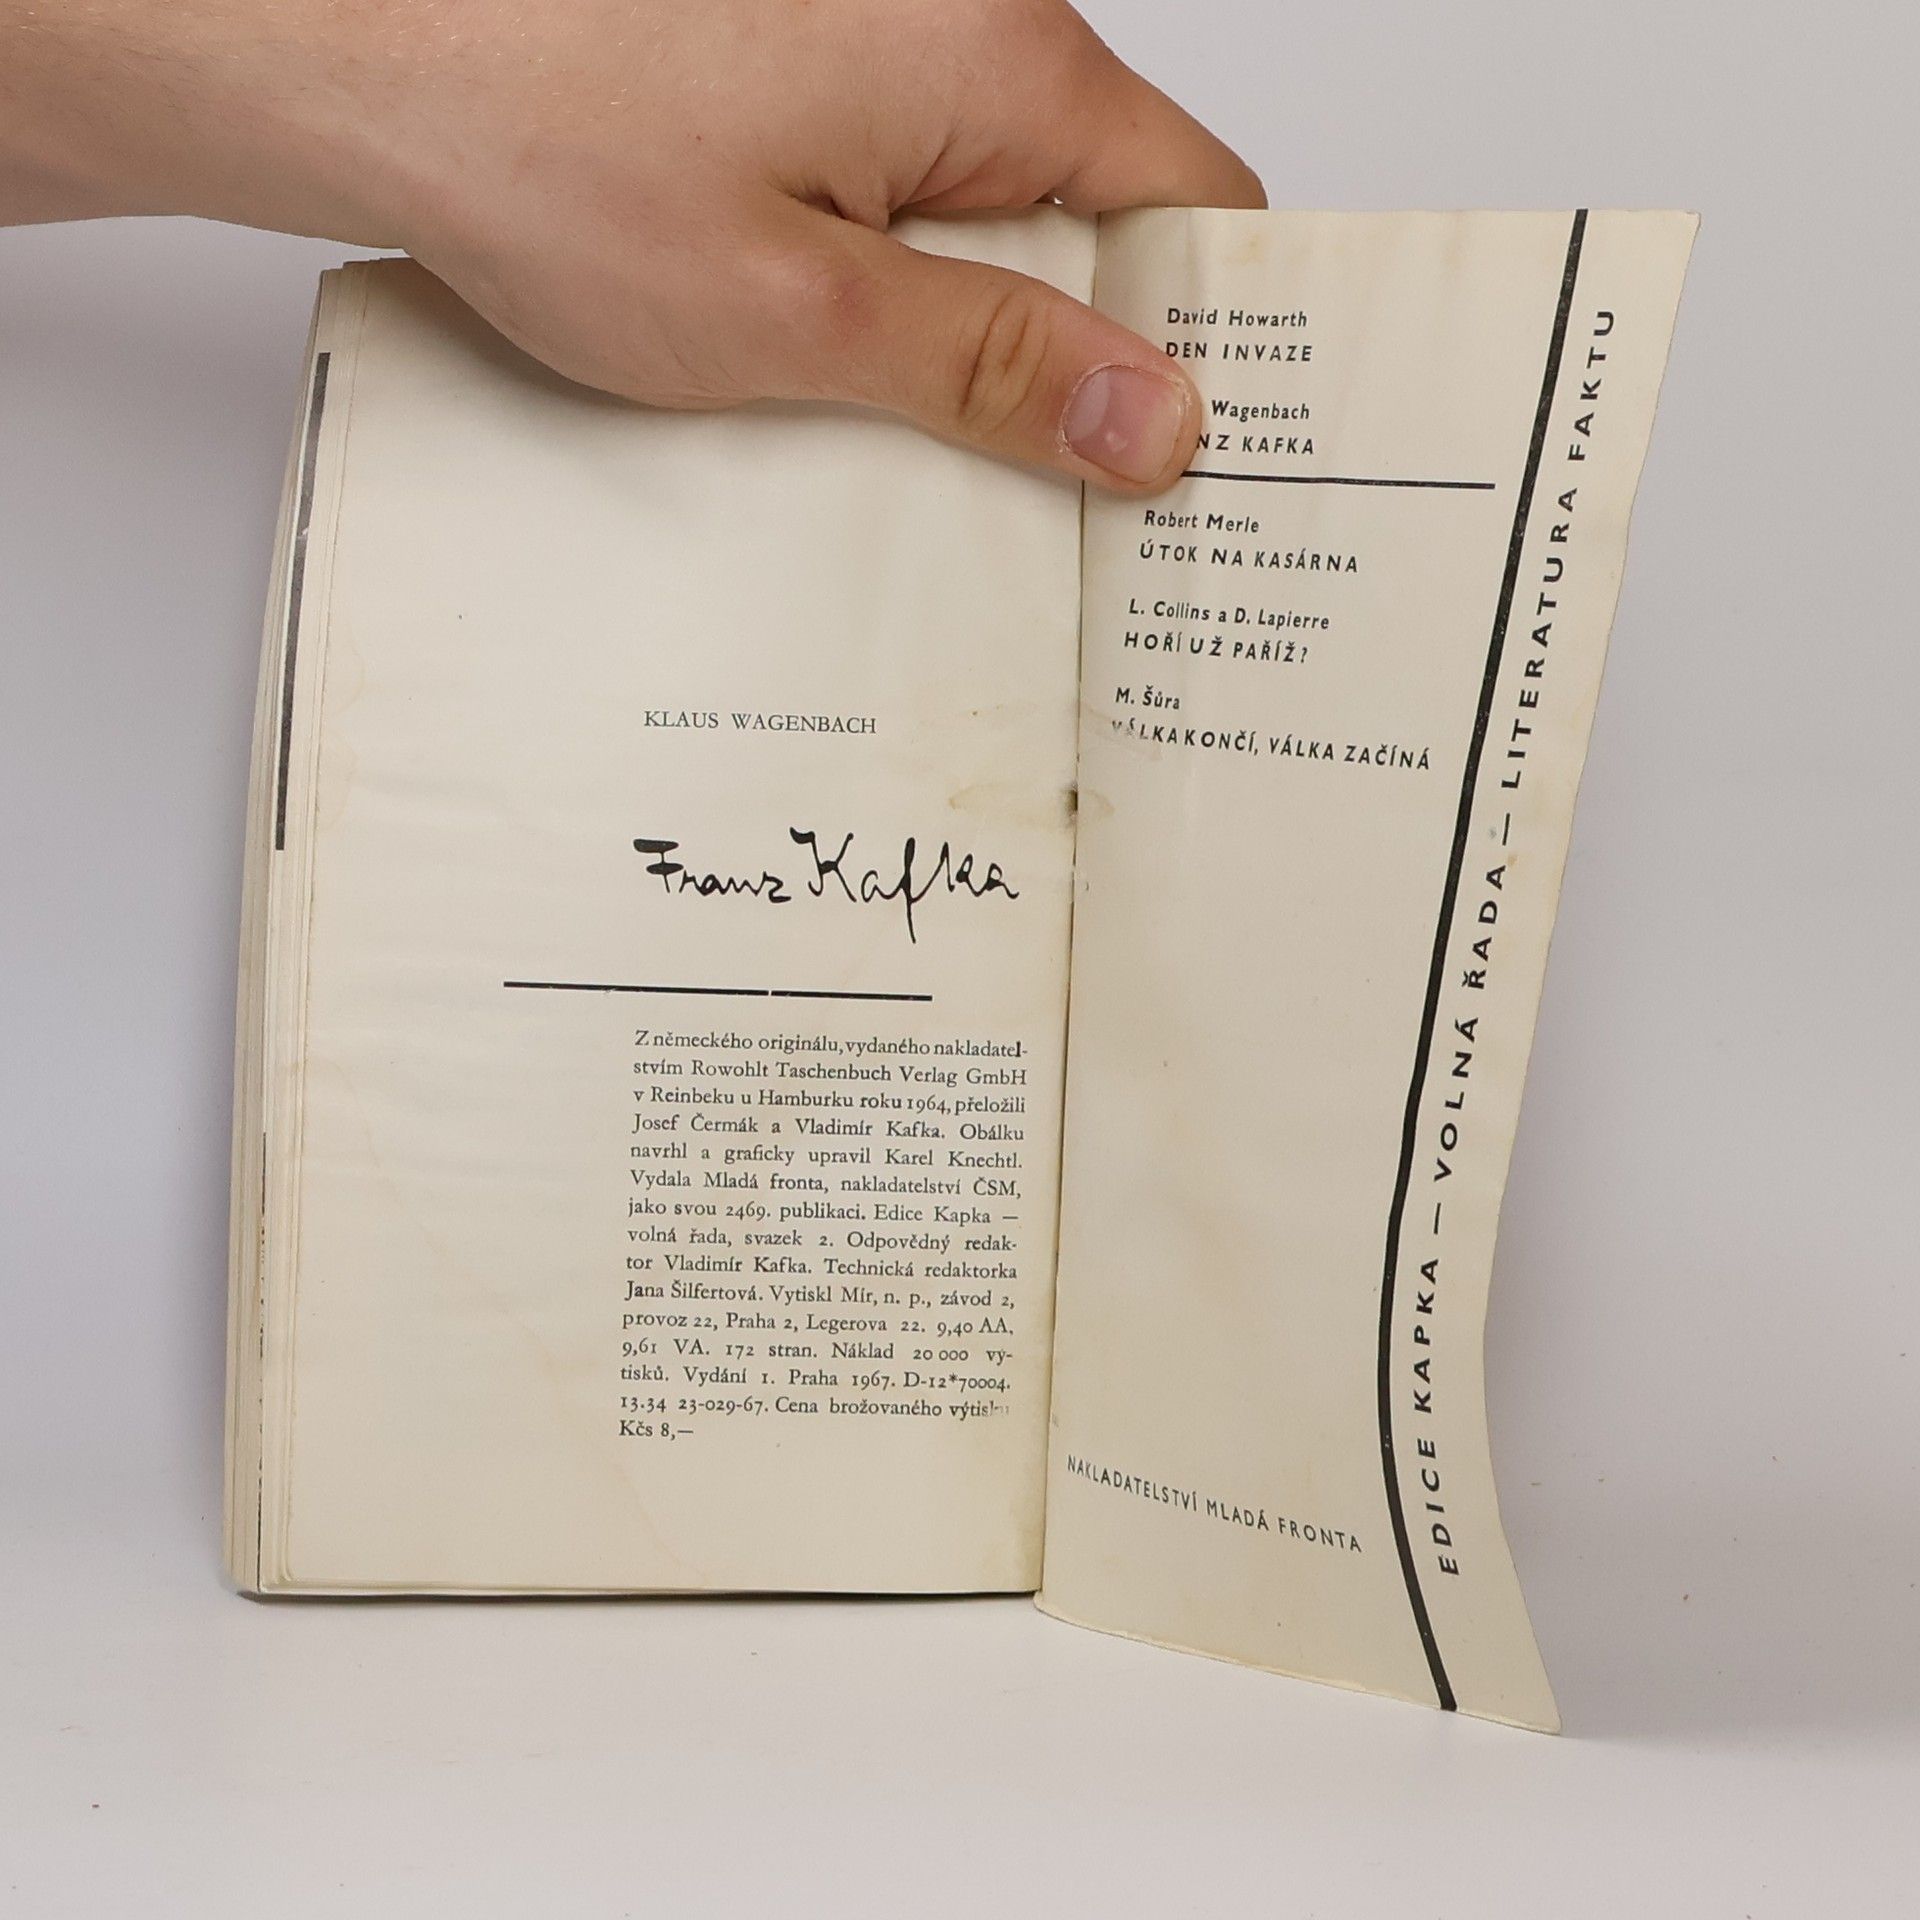 KLAUS WAGENBACH
Franz Kafka
Z německého originálu, vydaného nakladatel-
stvím Rowohlt Taschenbuch Verlag GmbH
v Reinbeku u Hamburku roku 1964, přeložili
Josef Čermák a Vladimír Kafka. Obálku
navrhl a graficky upravil Karel Knechtl.
Vydala Mladá fronta, nakladatelství ČSM,
jako svou 2469. publikaci. Edice Kapka —
volná řada, svazek 2. Odpovědný redak-
tor Vladimír Kafka. Technická redaktorka
Jana Šilfertová. Vytiskl Mír, n. p., závod 2,
provoz 22, Praha 2, Legerova 22. 9,40 AA,
9,61 VA. 172 stran. Náklad 20 000 vý-
tisků. Vydání 1. Praha 1967. D-12*70004.
13.34 23-029-67. Cena brožovaného výtisku
Kčs 8,—
David Howarth
DEN INVAZE
Wagenbach
NZ KAFKA
Robert Merle
ÚTOK NA KASÁRNA
L. Collins a D. Lapierre
HOŘÍ UŽ PAŘÍŽ?
M. Šůra
VÁLKA KONČÍ, VÁLKA ZAČÍNÁ
NAKLADATELSTVÍ MLADÁ FRONTA
EDICE KAPKA — VOLNÁ ŘADA — LITERATURA FAKTU